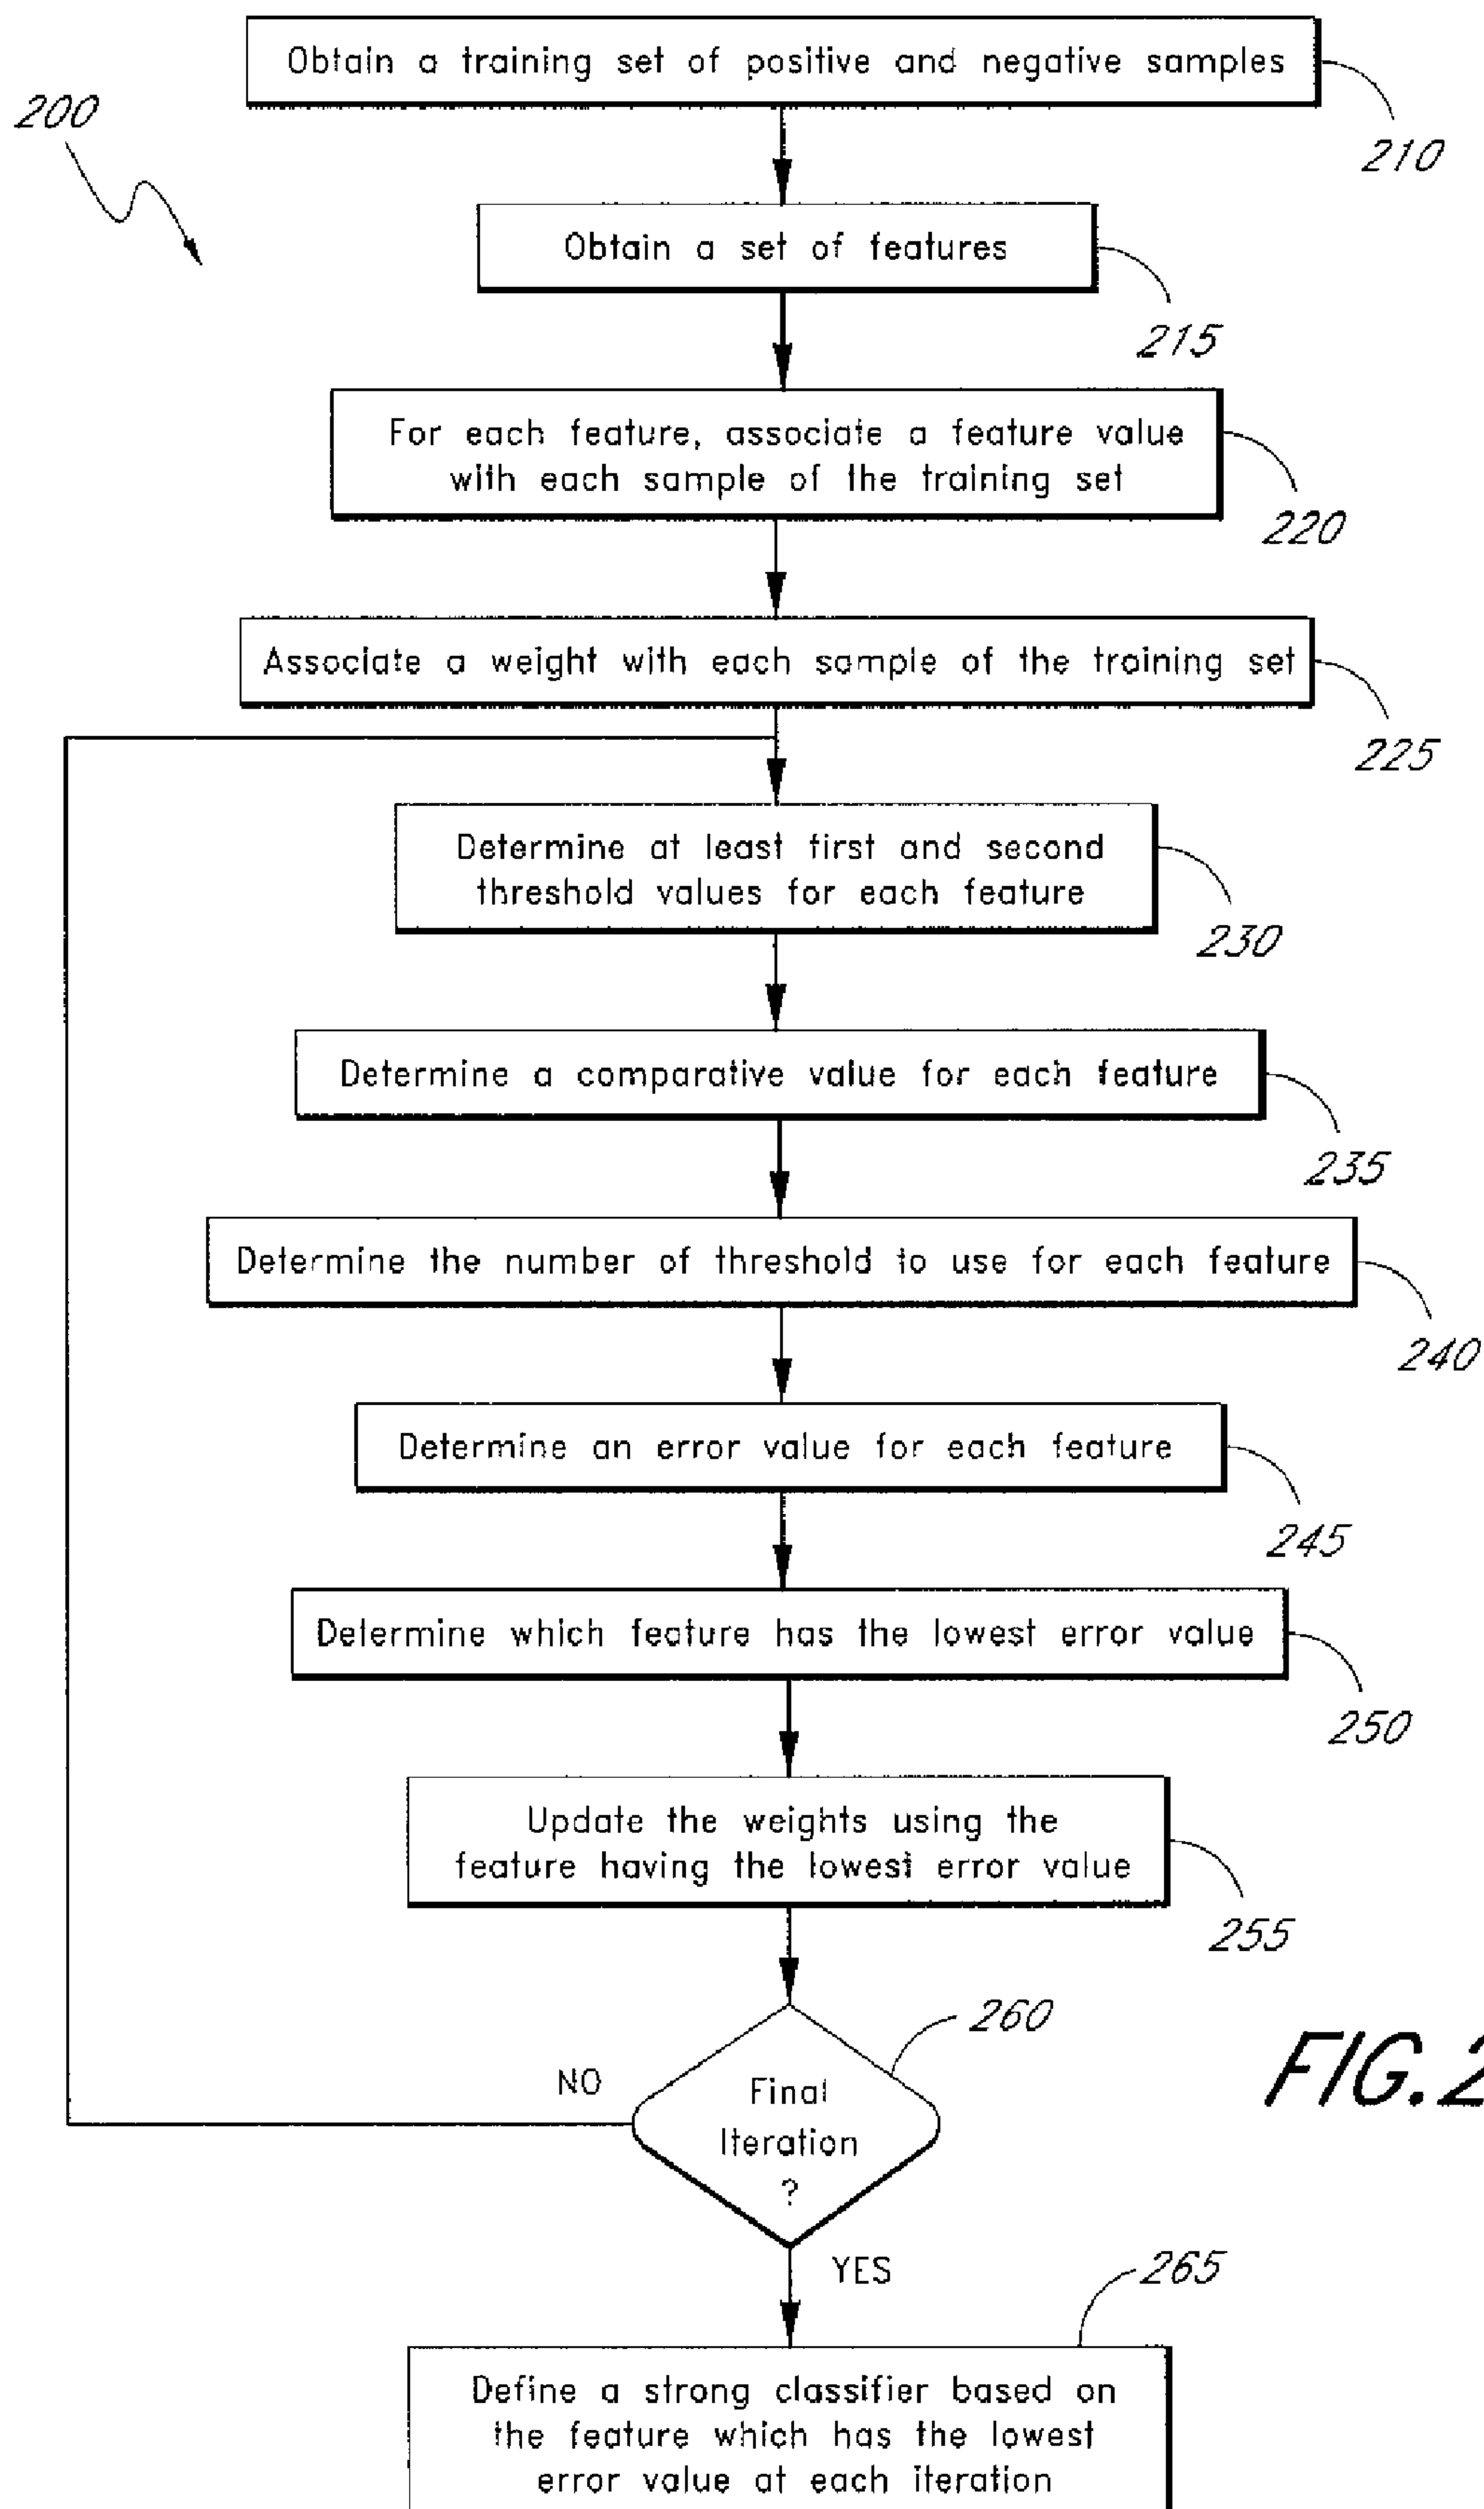 Obtain a training set of positive and negative samples
200
210
Obtain a set of features
215
For each feature, associate a feature value
with each sample of the training set
220
Associate a weight with each sample of the training set
225
Determine at least first and second
threshold values for each feature
230
Determine a comparative value for each feature
235
Determine the number of threshold to use for each feature
240
Determine an error value for each feature
245
Determine which feature has the lowest error value
250
Update the weights using the
feature having the lowest error value
255
260
NO
Final
Iteration
?
FIG. 2
YES
265
Define a strong classifier based on
the feature which has the lowest
error value at each iteration